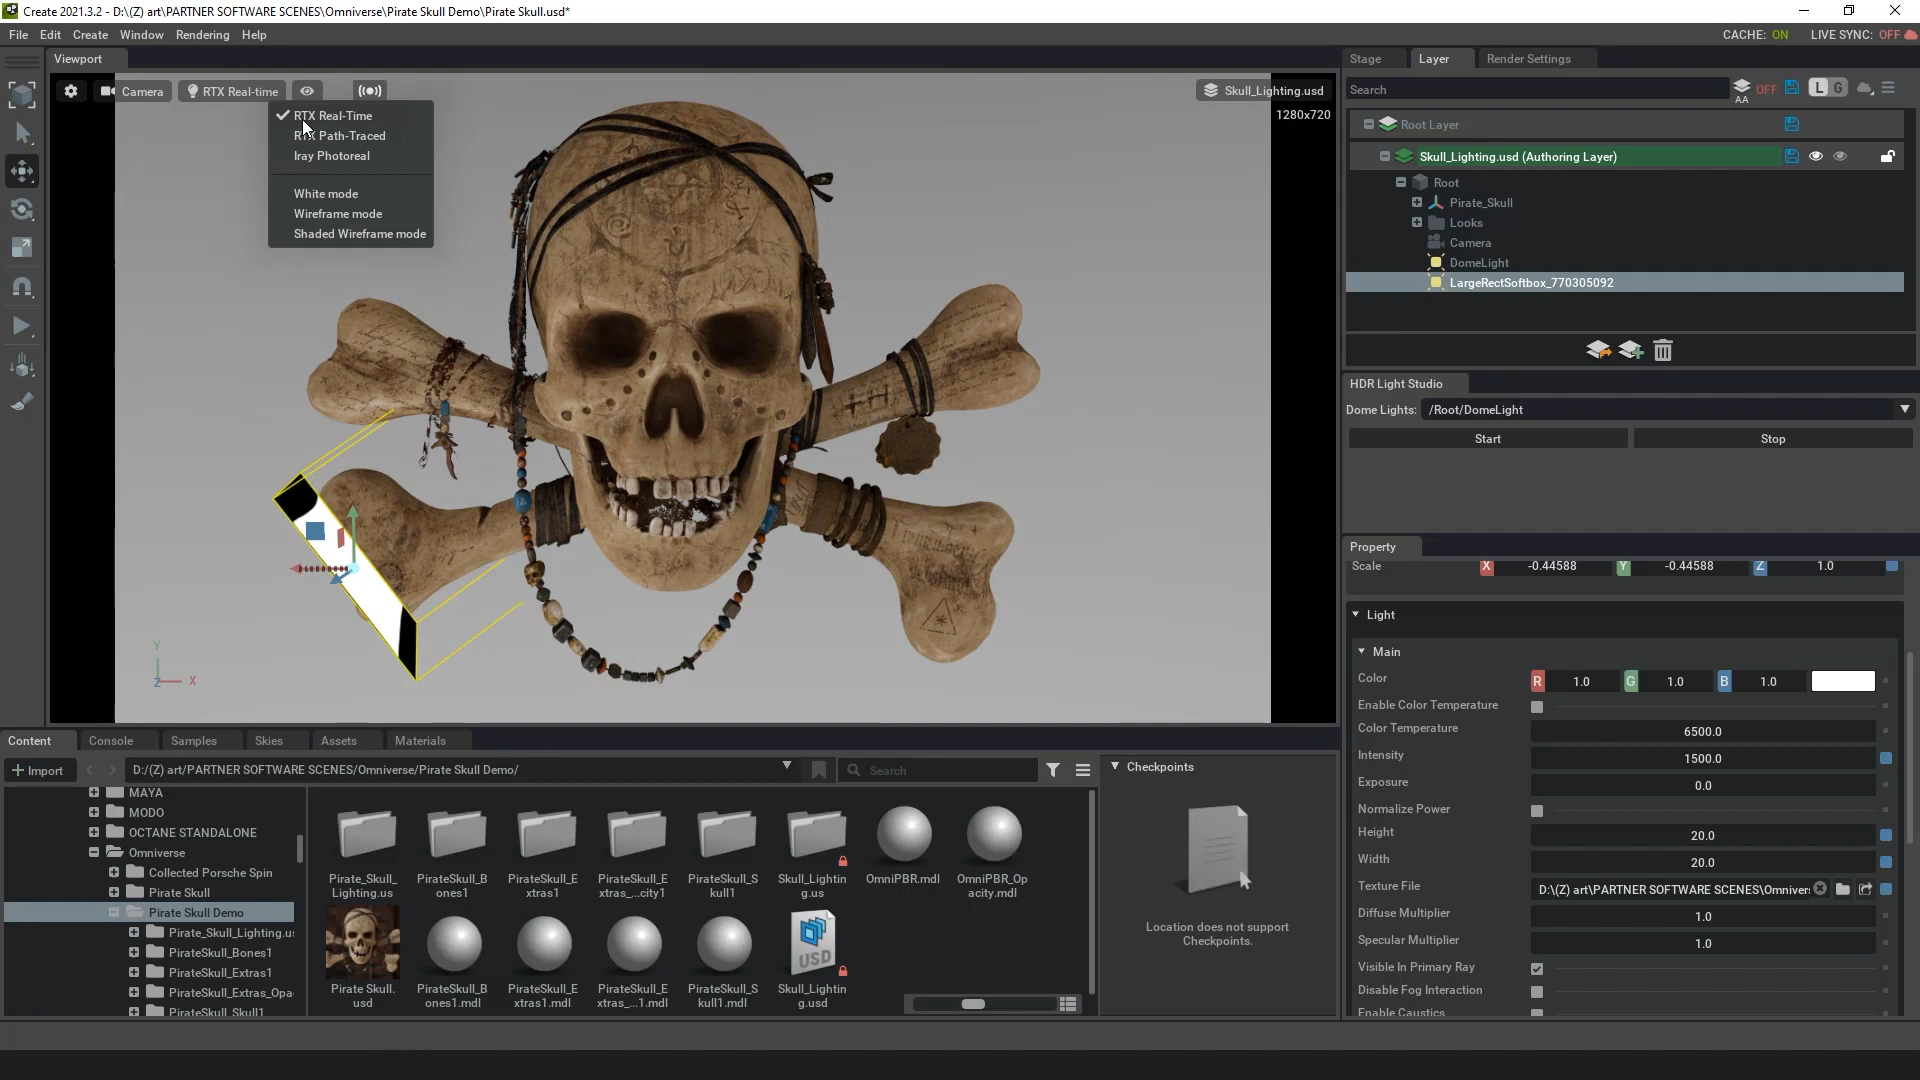 Create 2021.3.2 - D:\(Z) art\PARTNER SOFTWARE SCENES\Omniverse\Pirate Skull Demo\Pirate Skull.usd*
File Edit Create Window Rendering Help
CACHE: ON LIVE SYNC: OFF
Viewport
Camera
RTX Real-time
Skull_Lighting.usd
1280x720
RTX Real-Time
RTX Path-Traced
Iray Photoreal
White mode
Wireframe mode
Shaded Wireframe mode
Y
Z
X
Stage Layer Render Settings
Search
AA
OFF
L G
Root Layer
Skull_Lighting.usd (Authoring Layer)
Root
Pirate_Skull
Looks
Camera
DomeLight
LargeRectSoftbox_770305092
HDR Light Studio
Dome Lights: /Root/DomeLight
Start Stop
Property
Scale X -0.44588 Y -0.44588 Z 1.0
Light
Main
Color R 1.0 G 1.0 B 1.0
Enable Color Temperature
Color Temperature 6500.0
Intensity 1500.0
Exposure 0.0
Normalize Power
Height 20.0
Width 20.0
Texture File D:\(Z) art\PARTNER SOFTWARE SCENES\Omniver
Diffuse Multiplier 1.0
Specular Multiplier 1.0
Visible In Primary Ray
Disable Fog Interaction
Enable Caustics
Content Console Samples Skies Assets Materials
Import
D:/(Z) art/PARTNER SOFTWARE SCENES/Omniverse/Pirate Skull Demo/
Search
MAYA
MODO
OCTANE STANDALONE
Omniverse
Collected Porsche Spin
Pirate Skull
Pirate Skull Demo
Pirate_Skull_Lighting.u
PirateSkull_Bones1
PirateSkull_Extras1
PirateSkull_Extras_Opa
PirateSkull_Skull1
Pirate_Skull_
Lighting.us
PirateSkull_B
ones1
PirateSkull_E
xtras1
PirateSkull_E
xtras_...city1
PirateSkull_S
kull1
Skull_Lightin
g.us
OmniPBR.mdl
OmniPBR_Op
acity.mdl
Pirate Skull.
usd
PirateSkull_B
ones1.mdl
PirateSkull_E
xtras1.mdl
PirateSkull_E
xtras_...1.mdl
PirateSkull_S
kull1.mdl
USD
Skull_Lightin
g.usd
Checkpoints
Location does not support
Checkpoints.